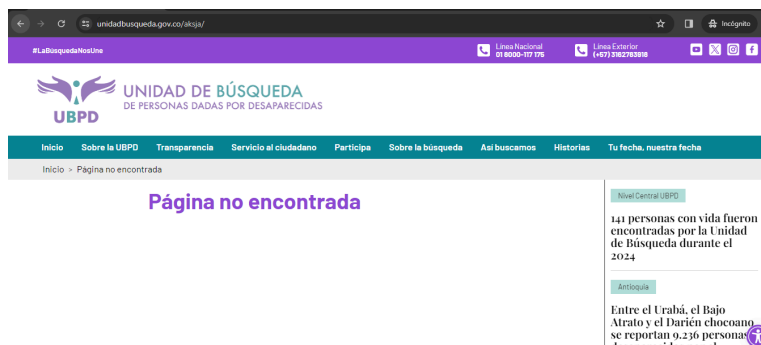 unidadbusqueda.gov.co/aksja/
Incógnito
#LaBúsquedaNosUne
Línea Nacional
01 8000-117 175
Línea Exterior
(+57) 3162783918
UBPD
UNIDAD DE BÚSQUEDA
DE PERSONAS DADAS POR DESAPARECIDAS
Inicio Sobre la UBPD Transparencia Servicio al ciudadano Participa Sobre la búsqueda Así buscamos Historias Tu fecha, nuestra fecha
Inicio > Página no encontrada
Página no encontrada
Nivel Central UBPD
141 personas con vida fueron
encontradas por la Unidad
de Búsqueda durante el
2024
Antioquia
Entre el Urabá, el Bajo
Atrato y el Darién chocoano
se reportan 9.236 personas